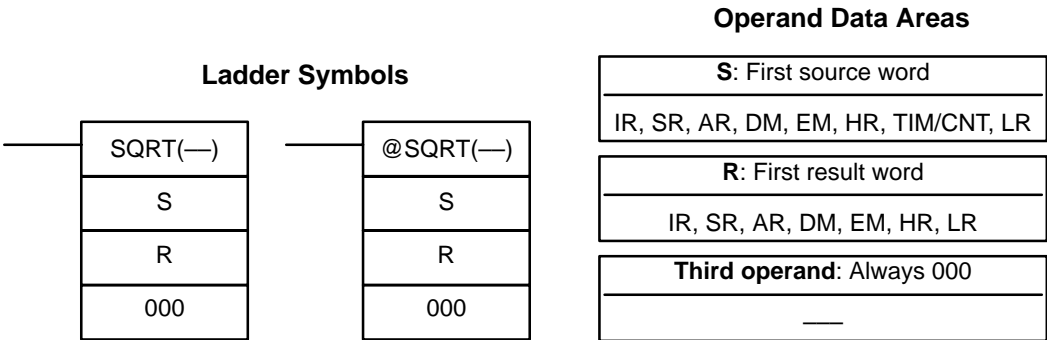 Ladder Symbols
SQRT(—)
S
R
000
@SQRT(—)
S
R
000
Operand Data Areas
S: First source word
IR, SR, AR, DM, EM, HR, TIM/CNT, LR
R: First result word
IR, SR, AR, DM, EM, HR, LR
Third operand: Always 000
—